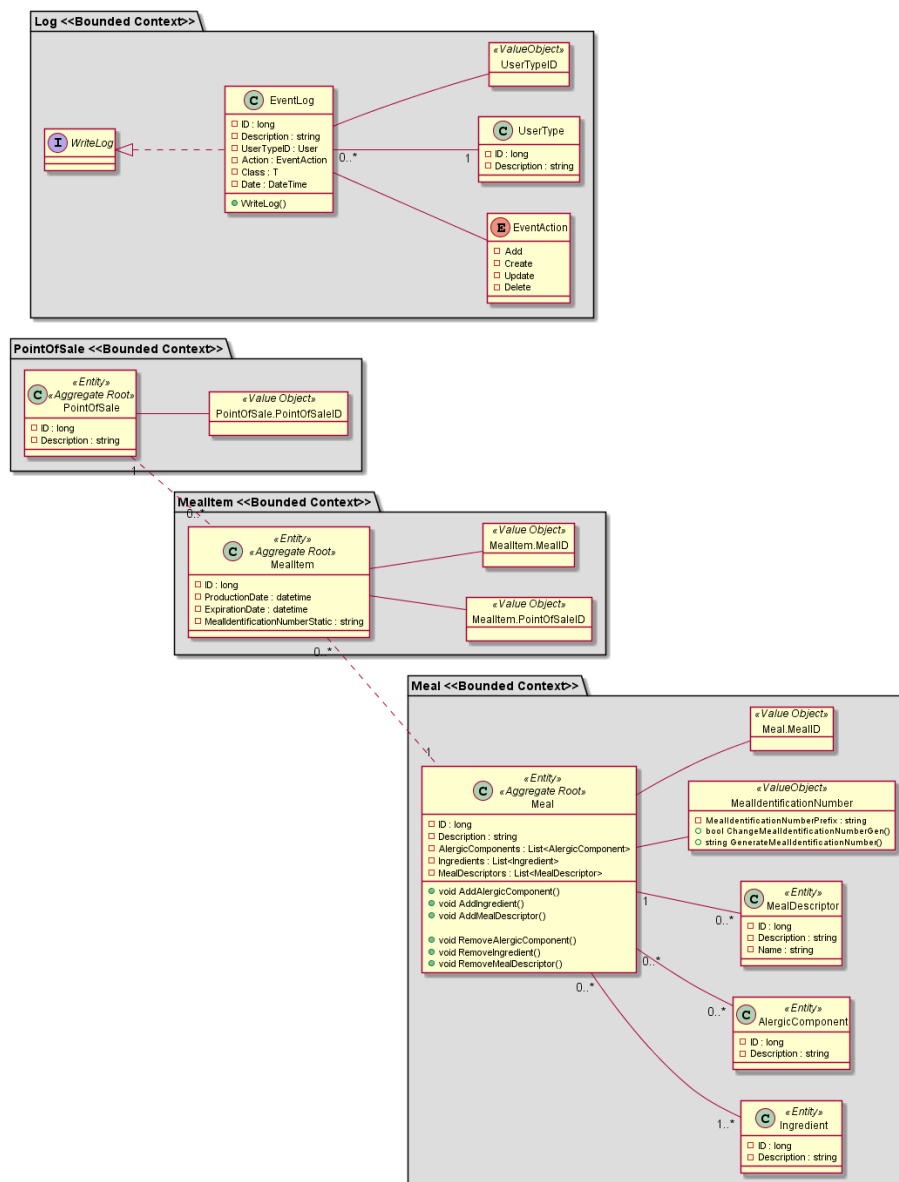 Log <<Bounded Context>>
«ValueObject»
UserTypeID
C EventLog
ID : long
Description : string
UserTypeID : User
Action : EventAction
Class : T
Date : DateTime
WriteLog()
I WriteLog
0..*
1
C UserType
ID : long
Description : string
E EventAction
Add
Create
Update
Delete
PointOfSale <<Bounded Context>>
C «Entity»
«Aggregate Root»
PointOfSale
ID : long
Description : string
«Value Object»
PointOfSale.PointOfSaleID
1
0..*
MealItem <<Bounded Context>>
C «Entity»
«Aggregate Root»
MealItem
ID : long
ProductionDate : datetime
ExpirationDate : datetime
MealIdentificationNumberStatic : string
«Value Object»
MealItem.MealID
«Value Object»
MealItem.PointOfSaleID
0..*
1
Meal <<Bounded Context>>
«Value Object»
Meal.MealID
C «Entity»
«Aggregate Root»
Meal
ID : long
Description : string
AlergicComponents : List<AlergicComponent>
Ingredients : List<Ingredient>
MealDescriptors : List<MealDescriptor>
void AddAlergicComponent()
void AddIngredient()
void AddMealDescriptor()
void RemoveAlergicComponent()
void RemoveIngredient()
void RemoveMealDescriptor()
«ValueObject»
MealIdentificationNumber
MealIdentificationNumberPrefix : string
bool ChangeMealIdentificationNumberGen()
string GenerateMealIdentificationNumber()
1
0..*
C «Entity»
MealDescriptor
ID : long
Description : string
Name : string
0..*
0..*
C «Entity»
AlergicComponent
ID : long
Description : string
0..*
1..*
C «Entity»
Ingredient
ID : long
Description : string